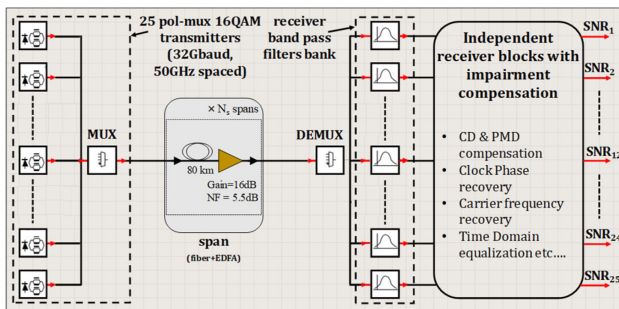 25 pol-mux 16QAM
transmitters
(32Gbaud,
50GHz spaced)
receiver
band pass
filters bank
MUX
× Ns spans
80 km
Gain=16dB
NF = 5.5dB
span
(fiber+EDFA)
DEMUX
Independent
receiver blocks with
impairment
compensation
• CD & PMD
compensation
• Clock Phase
recovery
• Carrier frequency
recovery
• Time Domain
equalization etc....
SNR1
SNR2
SNR12
SNR24
SNR25